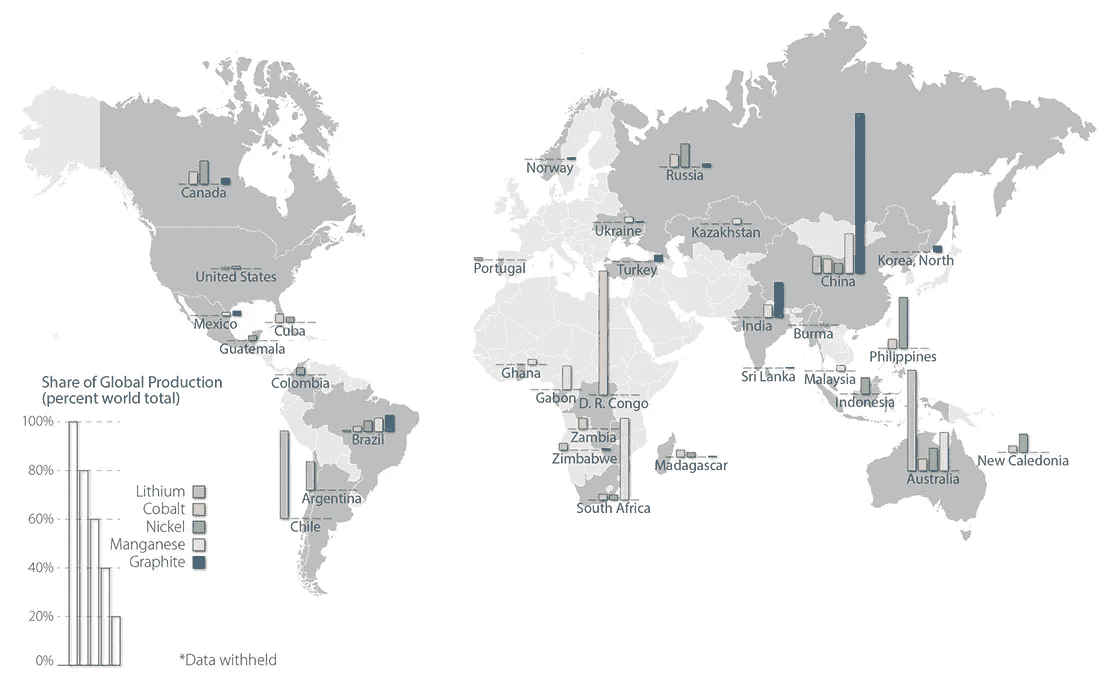 Canada
United States
Mexico
Cuba
Guatemala
Colombia
Brazil
Argentina
Chile
Norway
Russia
Ukraine
Kazakhstan
Portugal
Turkey
Korea, North
China
India
Burma
Philippines
Sri Lanka
Malaysia
Indonesia
Ghana
Gabon
D. R. Congo
Zambia
Zimbabwe
Madagascar
South Africa
Australia
New Caledonia
Share of Global Production
(percent world total)
100%
80%
60%
40%
20%
0%
Lithium
Cobalt
Nickel
Manganese
Graphite
*Data withheld